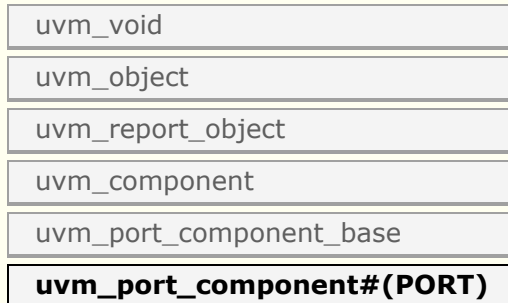 uvm_void
uvm_object
uvm_report_object
uvm_component
uvm_port_component_base
uvm_port_component#(PORT)